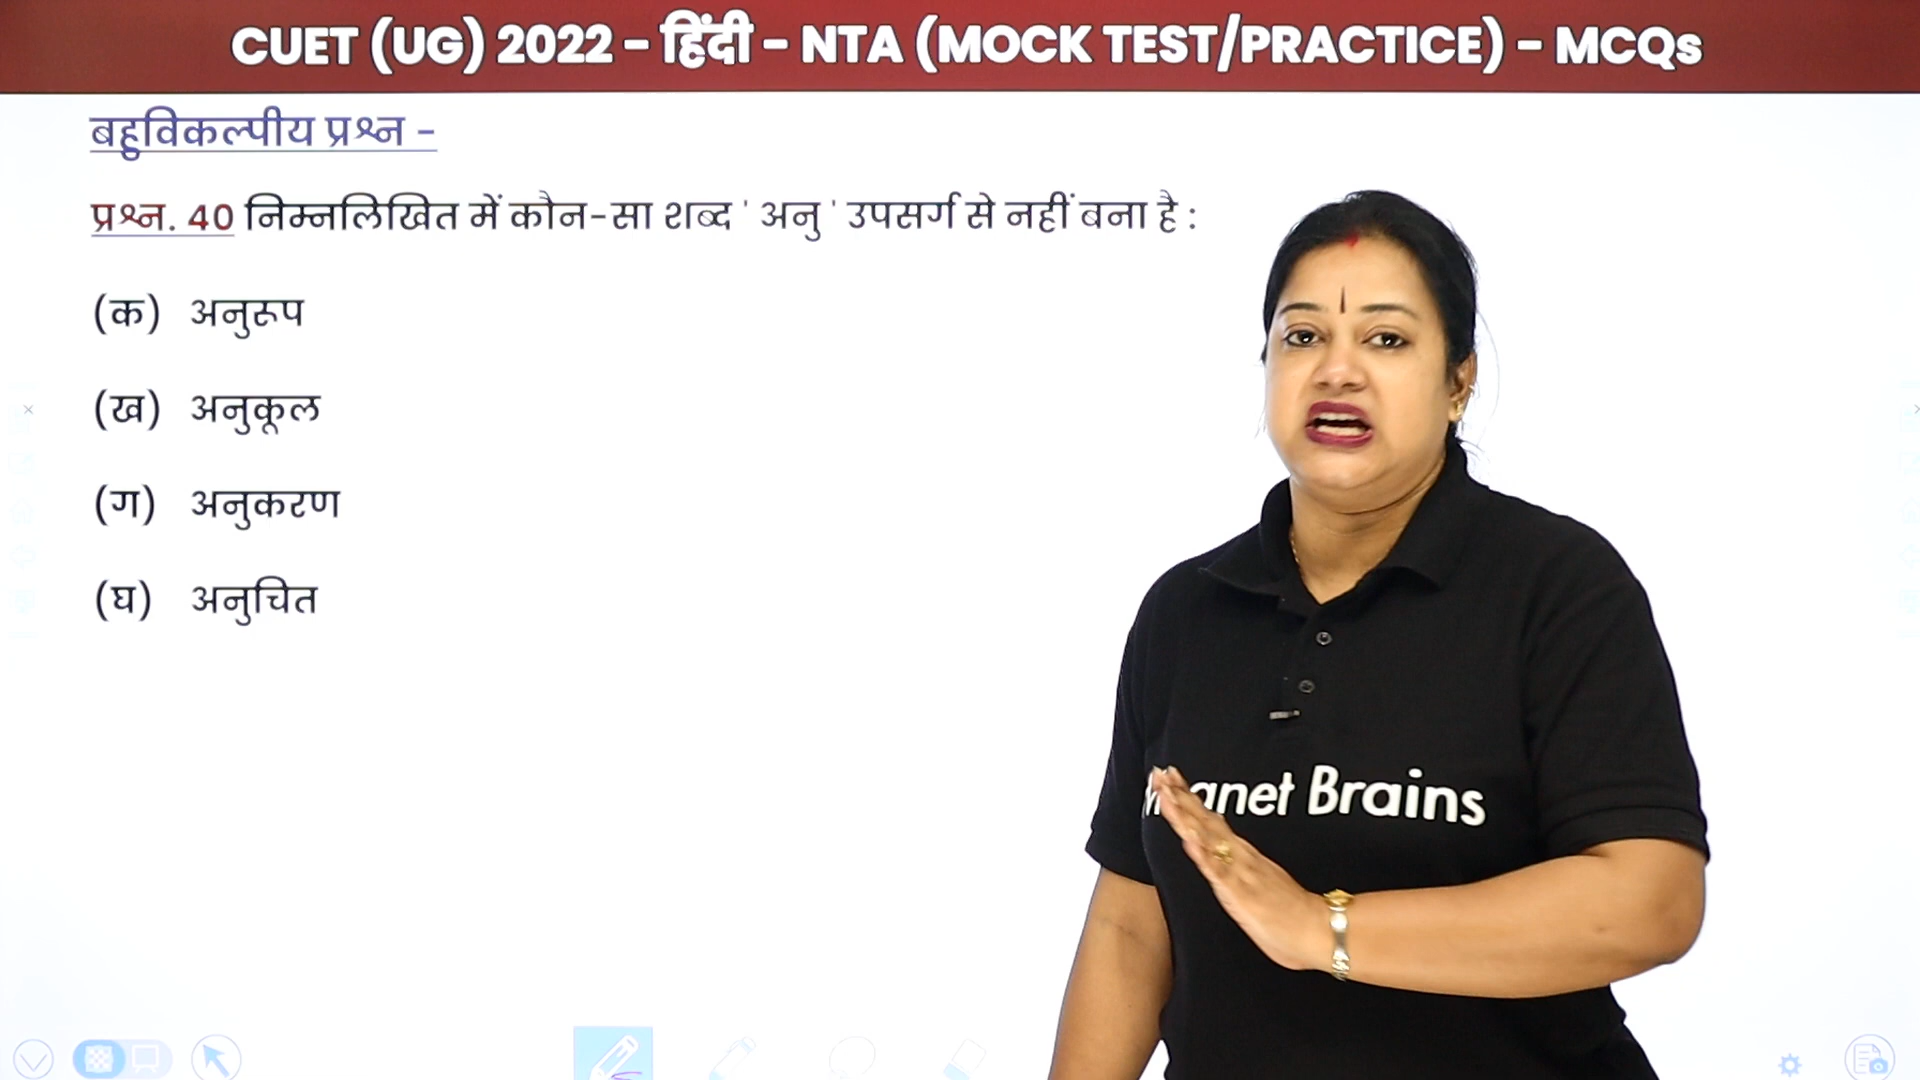 CUET (UG) 2022 – हिंदी – NTA (MOCK TEST/PRACTICE) – MCQs
बहुविकल्पीय प्रश्न –
प्रश्न. 40 निम्नलिखित में कौन-सा शब्द ' अनु ' उपसर्ग से नहीं बना है :
(क) अनुरूप
(ख) अनुकूल
(ग) अनुकरण
(घ) अनुचित
Brains